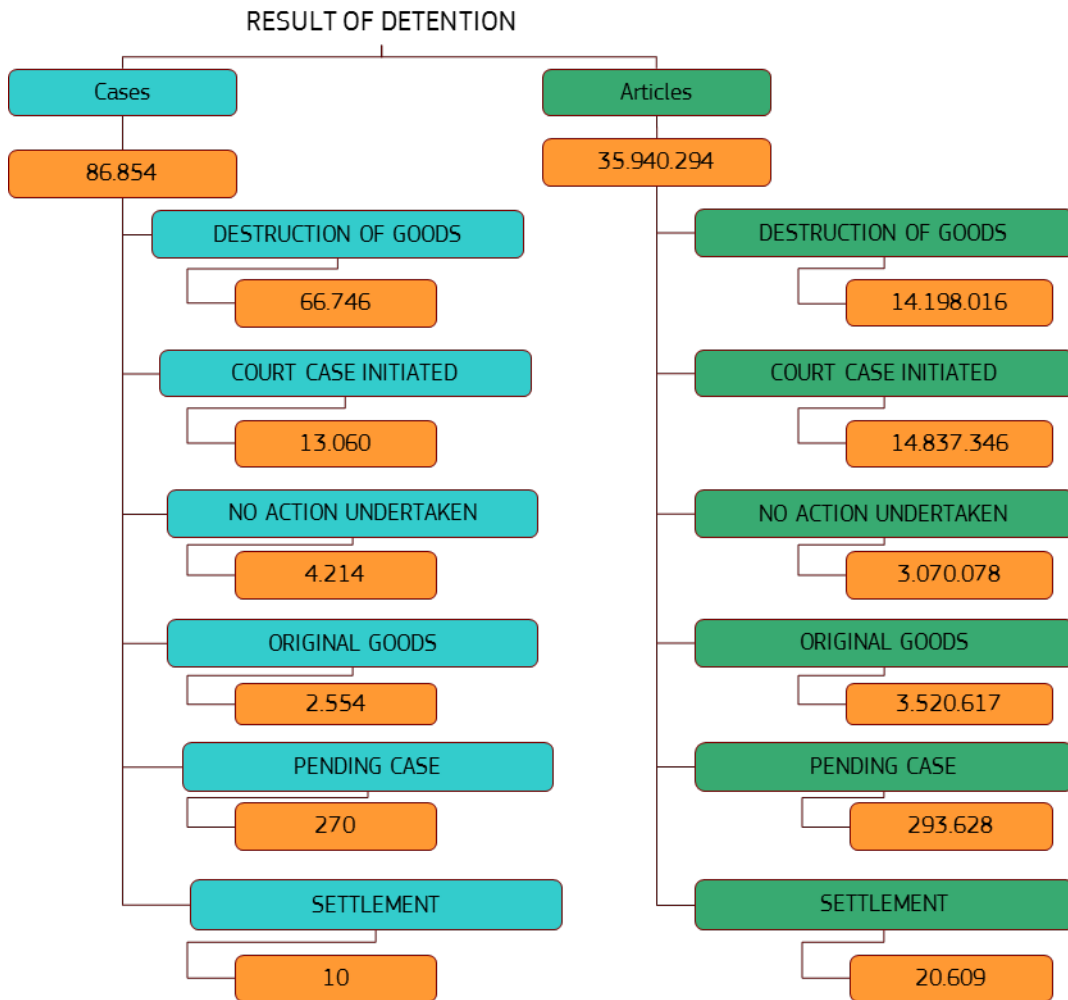 RESULT OF DETENTION
Cases
86.854
DESTRUCTION OF GOODS
66.746
COURT CASE INITIATED
13.060
NO ACTION UNDERTAKEN
4.214
ORIGINAL GOODS
2.554
PENDING CASE
270
SETTLEMENT
10
Articles
35.940.294
DESTRUCTION OF GOODS
14.198.016
COURT CASE INITIATED
14.837.346
NO ACTION UNDERTAKEN
3.070.078
ORIGINAL GOODS
3.520.617
PENDING CASE
293.628
SETTLEMENT
20.609